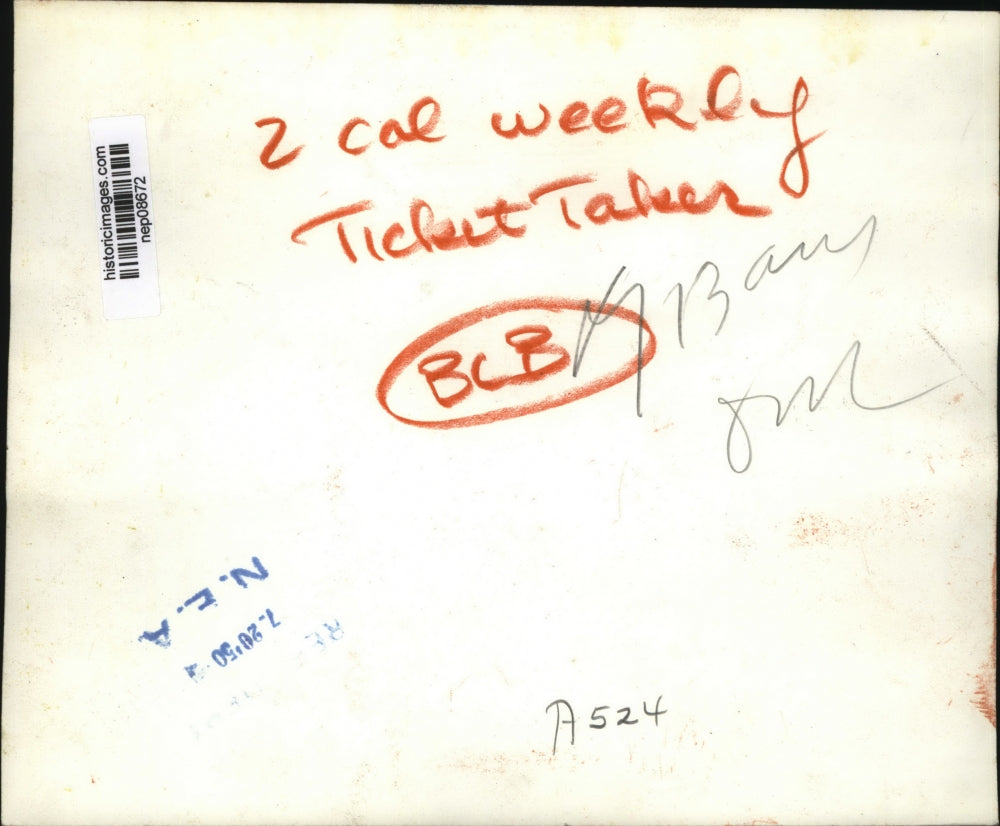 2 col weekly
Ticket Taker
BCB
historicimages.com
nep08672
N.E.A
7.20'50
A524